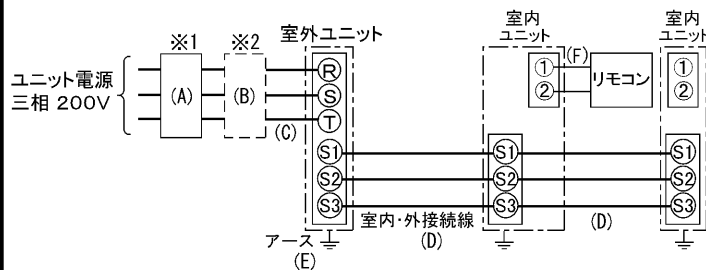 ※1
※2
室外ユニット
室内
ユニット
室内
ユニット
ユニット電源
三相 200V
(A)
(B)
(C)
R
S
T
①
②
(F)
リモコン
①
②
S1
S2
S3
S1
S2
S3
S1
S2
S3
室内・外接続線
(D)
(D)
アース
(E)